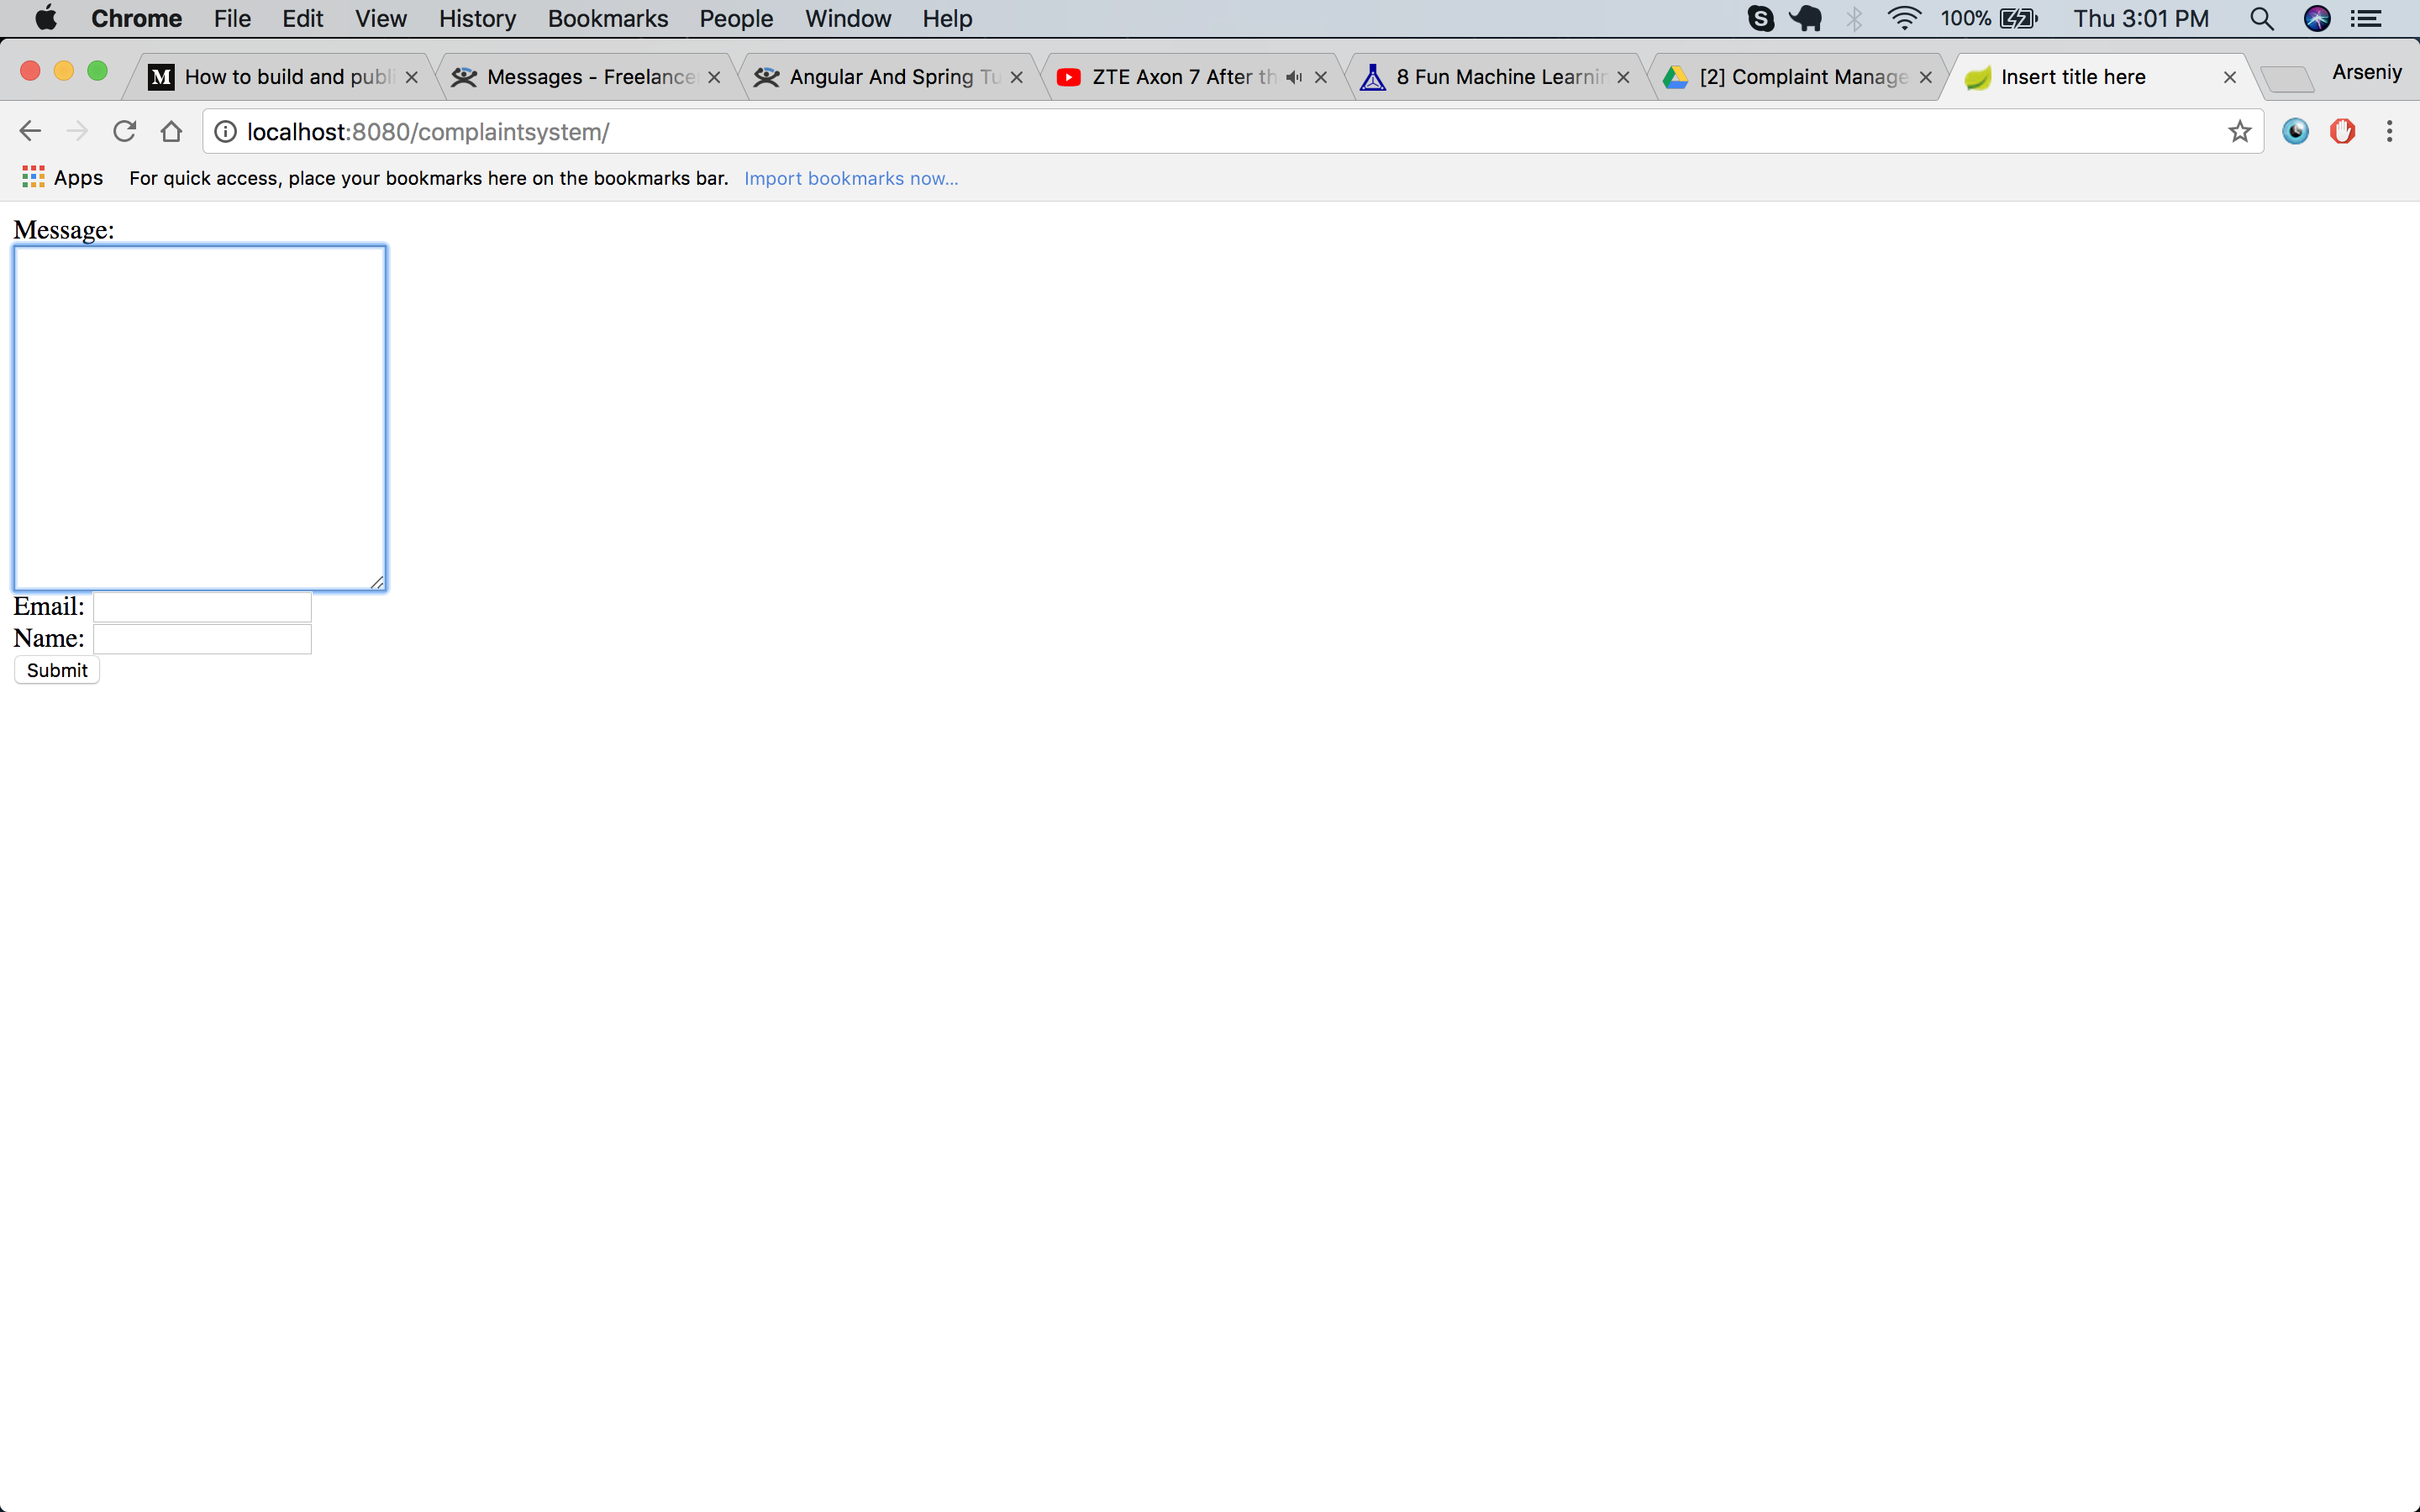 Chrome File Edit View History Bookmarks People Window Help 100% Thu 3:01 PM
How to build and publi Messages - Freelance Angular And Spring Tu ZTE Axon 7 After th 8 Fun Machine Learnin [2] Complaint Manage Insert title here Arseniy
localhost:8080/complaintsystem/
Apps For quick access, place your bookmarks here on the bookmarks bar. Import bookmarks now...
Message:
Email:
Name:
Submit